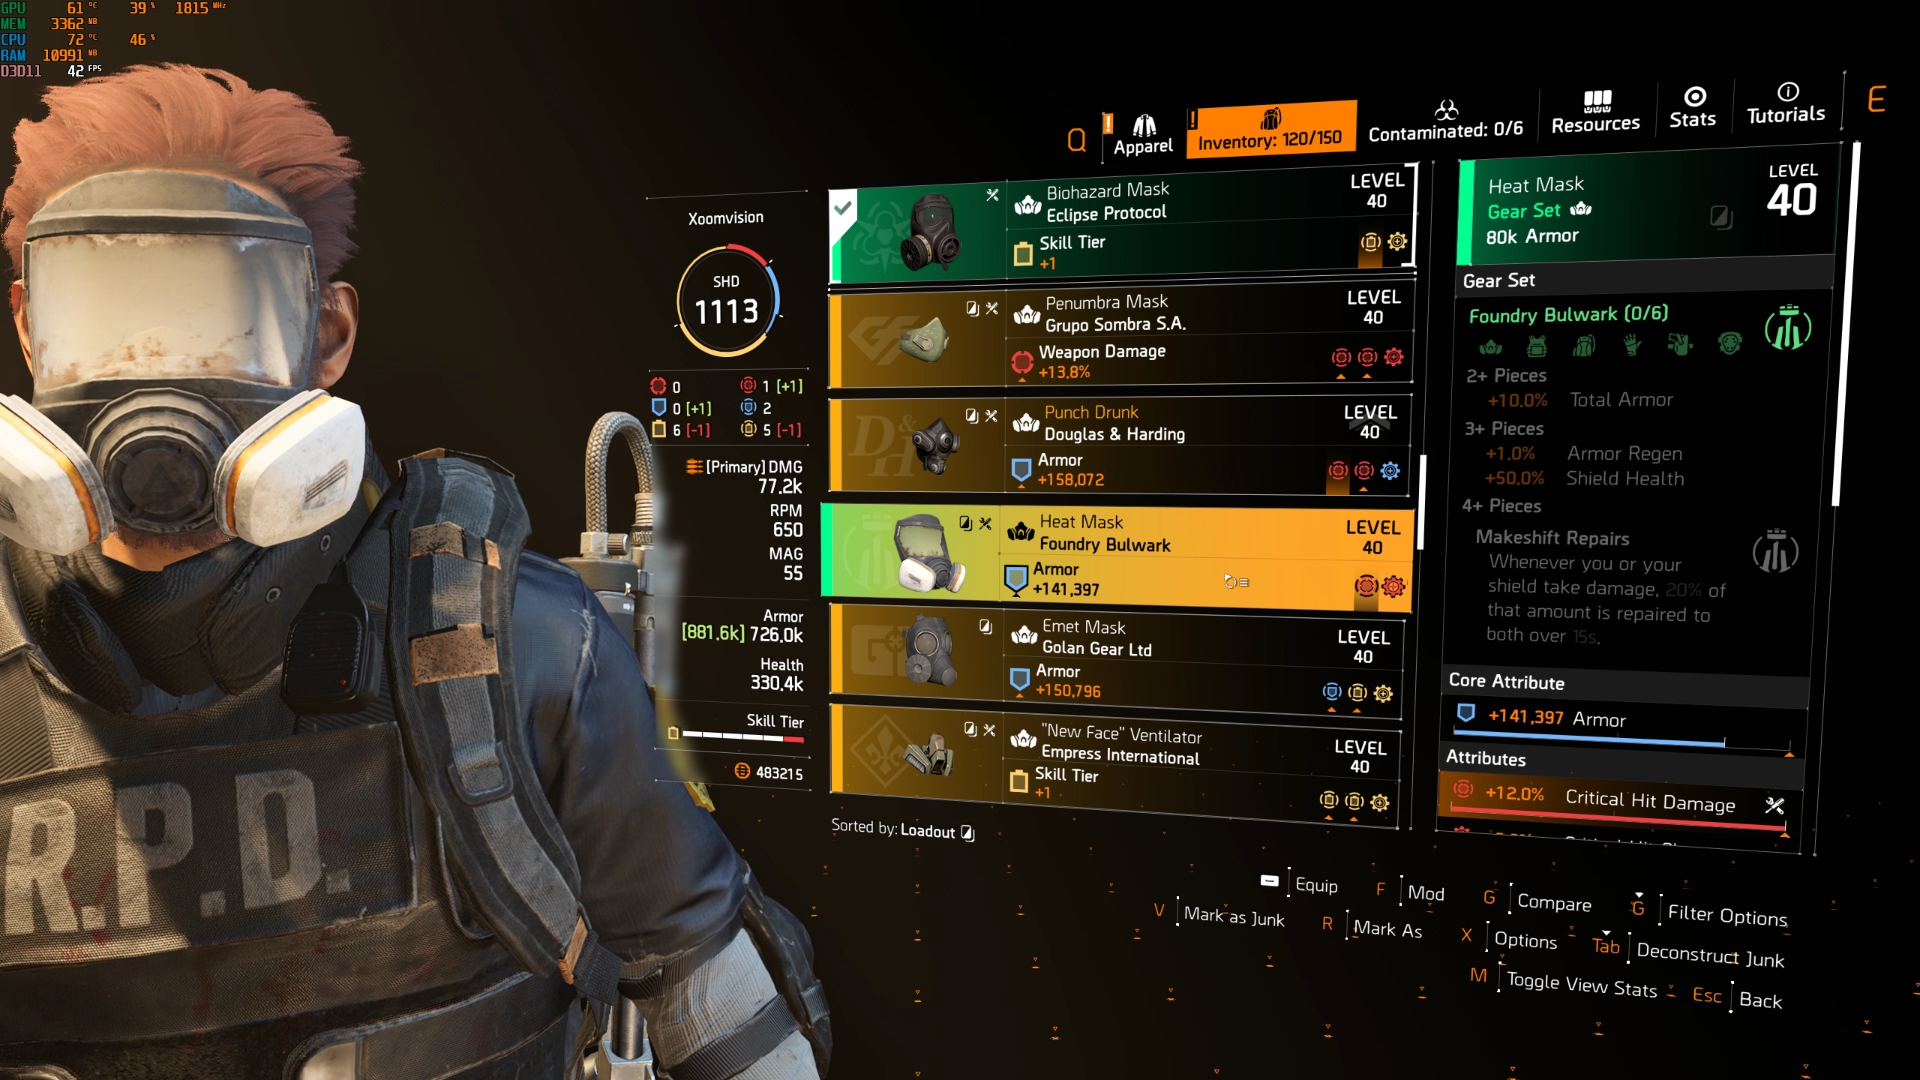 GPU 61 °C 39 % 1815 MHz
MEM 3362 MB
CPU 72 °C 46 %
RAM 10991 MB
D3D11 42 FPS
Q
Apparel
Inventory: 120/150
Contaminated: 0/6
Resources
Stats
Tutorials
E
Xoomvision
SHD
1113
0 1 [+1]
0 [+1] 2
6 [-1] 5 [-1]
[Primary] DMG
77.2k
RPM
650
MAG
55
Armor
[881.6k] 726.0k
Health
330.4k
Skill Tier
483215
Biohazard Mask
Eclipse Protocol
LEVEL
40
Skill Tier
+1
Penumbra Mask
Grupo Sombra S.A.
LEVEL
40
Weapon Damage
+13.8%
Punch Drunk
Douglas & Harding
LEVEL
40
Armor
+158,072
Heat Mask
Foundry Bulwark
LEVEL
40
Armor
+141,397
Emet Mask
Golan Gear Ltd
LEVEL
40
Armor
+150,796
"New Face" Ventilator
Empress International
LEVEL
40
Skill Tier
+1
Sorted by: Loadout
Heat Mask
Gear Set
80k Armor
LEVEL
40
Gear Set
Foundry Bulwark (0/6)
2+ Pieces
+10.0% Total Armor
3+ Pieces
+1.0% Armor Regen
+50.0% Shield Health
4+ Pieces
Makeshift Repairs
Whenever you or your
shield take damage, 20% of
that amount is repaired to
both over 15s.
Core Attribute
+141,397 Armor
Attributes
+12.0% Critical Hit Damage
Equip
F Mod
G Compare
G Filter Options
V Mark as Junk
R Mark As
X Options
Tab Deconstruct Junk
M Toggle View Stats
Esc Back
R.P.D.